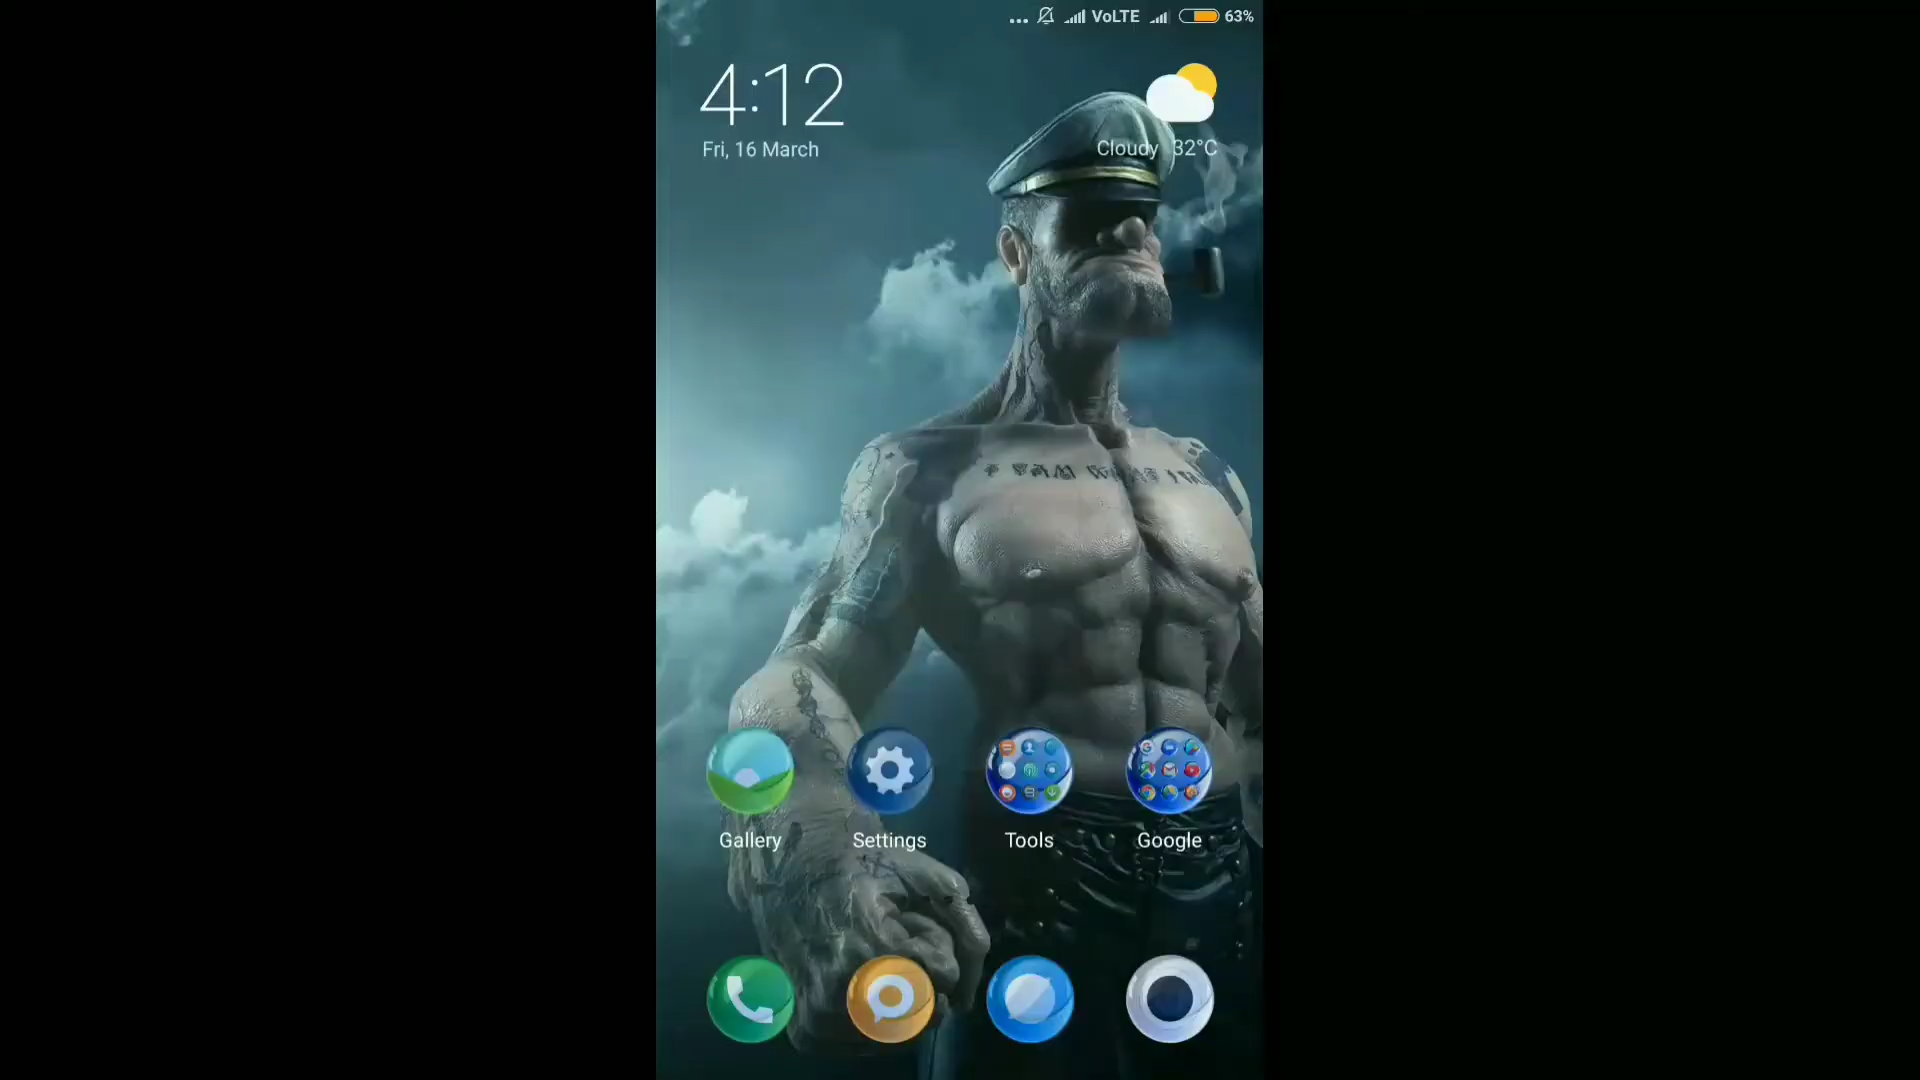 ... VoLTE 63%
4:12
Fri, 16 March
Cloudy 32°C
Gallery Settings Tools Google